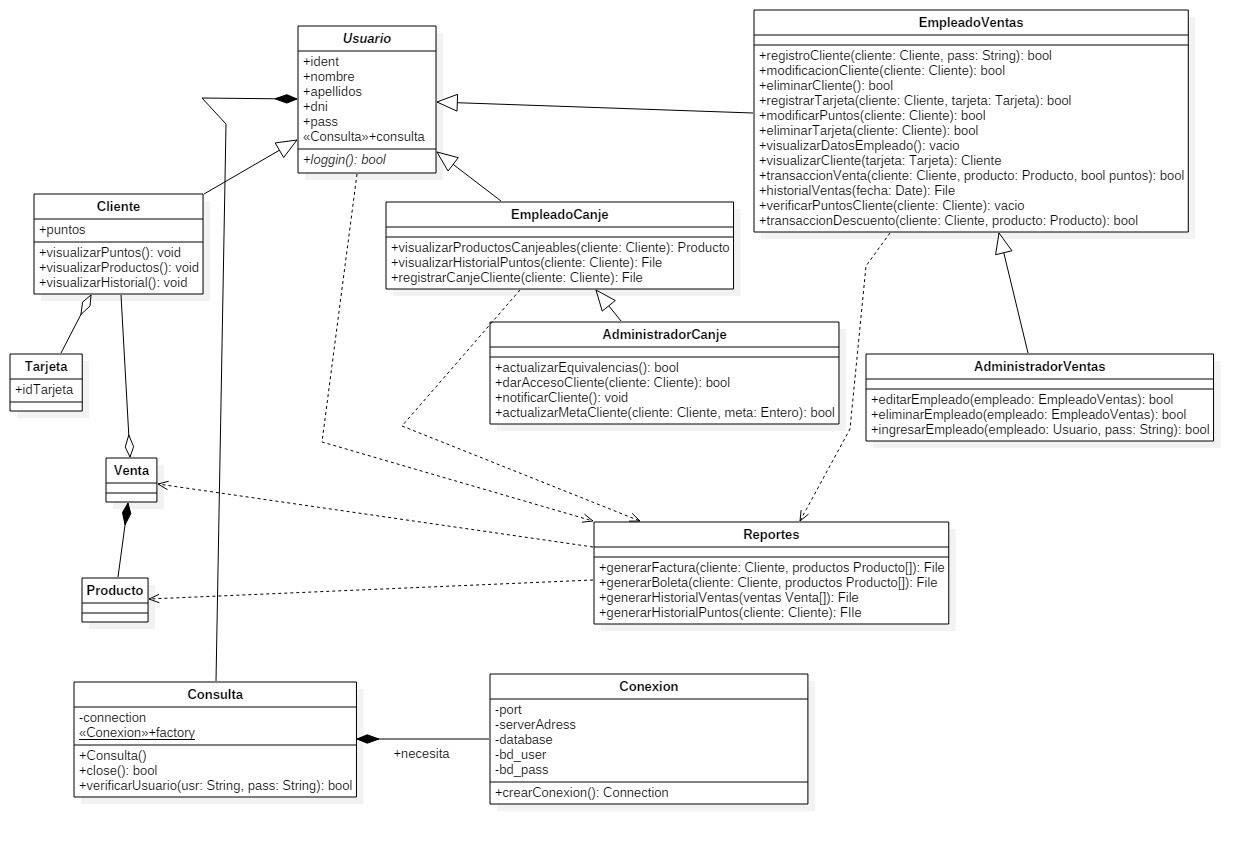 Usuario
+ident
+nombre
+apellidos
+dni
+pass
«Consulta»+consulta
+loggin(): bool
EmpleadoVentas
+registroCliente(cliente: Cliente, pass: String): bool
+modificacionCliente(cliente: Cliente): bool
+eliminarCliente(): bool
+registrarTarjeta(cliente: Cliente, tarjeta: Tarjeta): bool
+modificarPuntos(cliente: Cliente): bool
+eliminarTarjeta(cliente: Cliente): bool
+visualizarDatosEmpleado(): vacio
+visualizarCliente(tarjeta: Tarjeta): Cliente
+transaccionVenta(cliente: Cliente, producto: Producto, bool puntos): bool
+historialVentas(fecha: Date): File
+verificarPuntosCliente(cliente: Cliente): vacio
+transaccionDescuento(cliente: Cliente, producto: Producto): bool
Cliente
+puntos
+visualizarPuntos(): void
+visualizarProductos(): void
+visualizarHistorial(): void
EmpleadoCanje
+visualizarProductosCanjeables(cliente: Cliente): Producto
+visualizarHistorialPuntos(cliente: Cliente): File
+registrarCanjeCliente(cliente: Cliente): File
AdministradorCanje
+actualizarEquivalencias(): bool
+darAccesoCliente(cliente: Cliente): bool
+notificarCliente(): void
+actualizarMetaCliente(cliente: Cliente, meta: Entero): bool
AdministradorVentas
+editarEmpleado(empleado: EmpleadoVentas): bool
+eliminarEmpleado(empleado: EmpleadoVentas): bool
+ingresarEmpleado(empleado: Usuario, pass: String): bool
Tarjeta
+idTarjeta
Venta
Producto
Reportes
+generarFactura(cliente: Cliente, productos Producto[]): File
+generarBoleta(cliente: Cliente, productos Producto[]): File
+generarHistorialVentas(ventas Venta[]): File
+generarHistorialPuntos(cliente: Cliente): FIle
Consulta
-connection
«Conexion»+factory
+Consulta()
+close(): bool
+verificarUsuario(usr: String, pass: String): bool
+necesita
Conexion
-port
-serverAdress
-database
-bd_user
-bd_pass
+crearConexion(): Connection